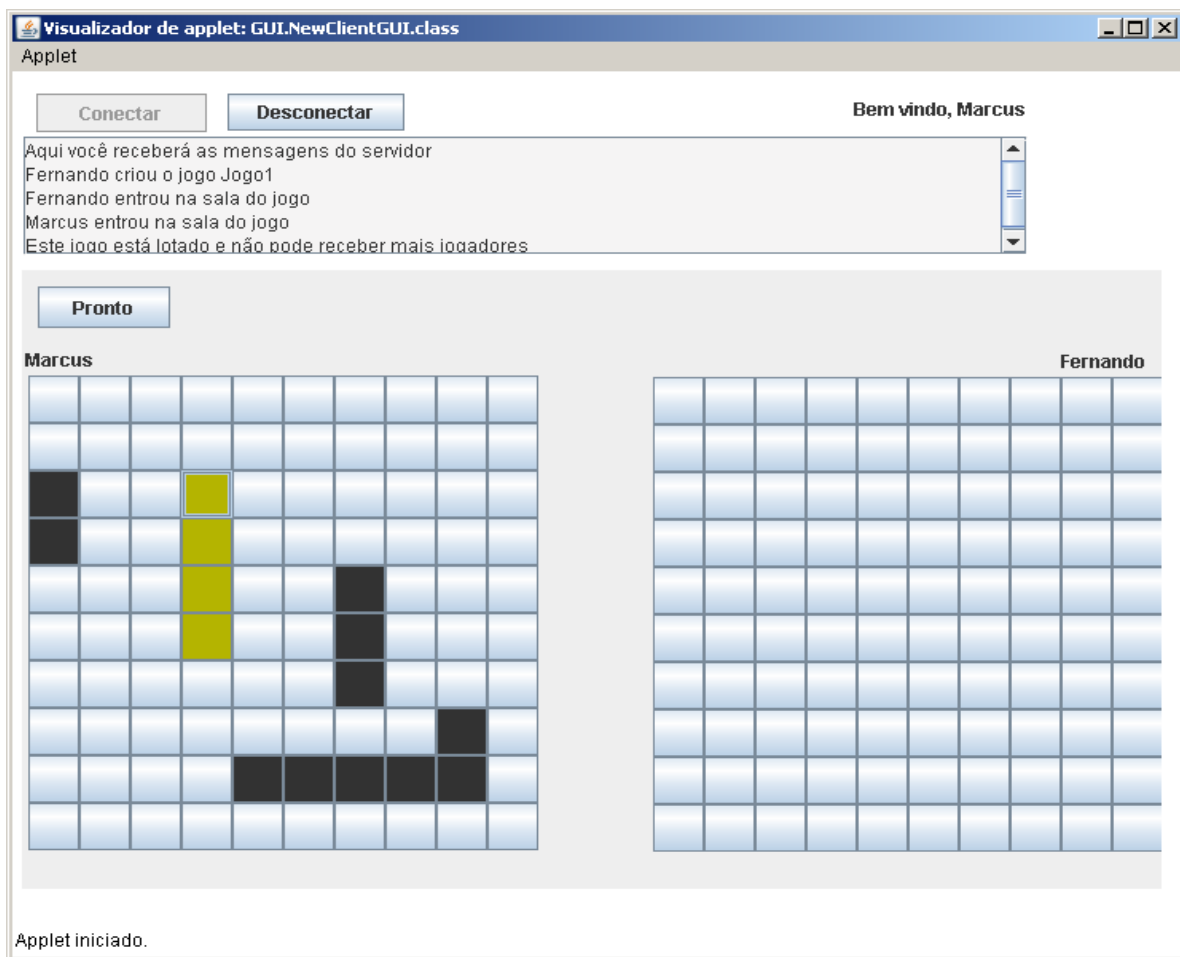 Visualizador de applet: GUI.NewClientGUI.class
Applet
Conectar
Desconectar
Bem vindo, Marcus
Aqui você receberá as mensagens do servidor
Fernando criou o jogo Jogo1
Fernando entrou na sala do jogo
Marcus entrou na sala do jogo
Este jogo está lotado e não pode receber mais jogadores
Pronto
Marcus
Fernando
Applet iniciado.